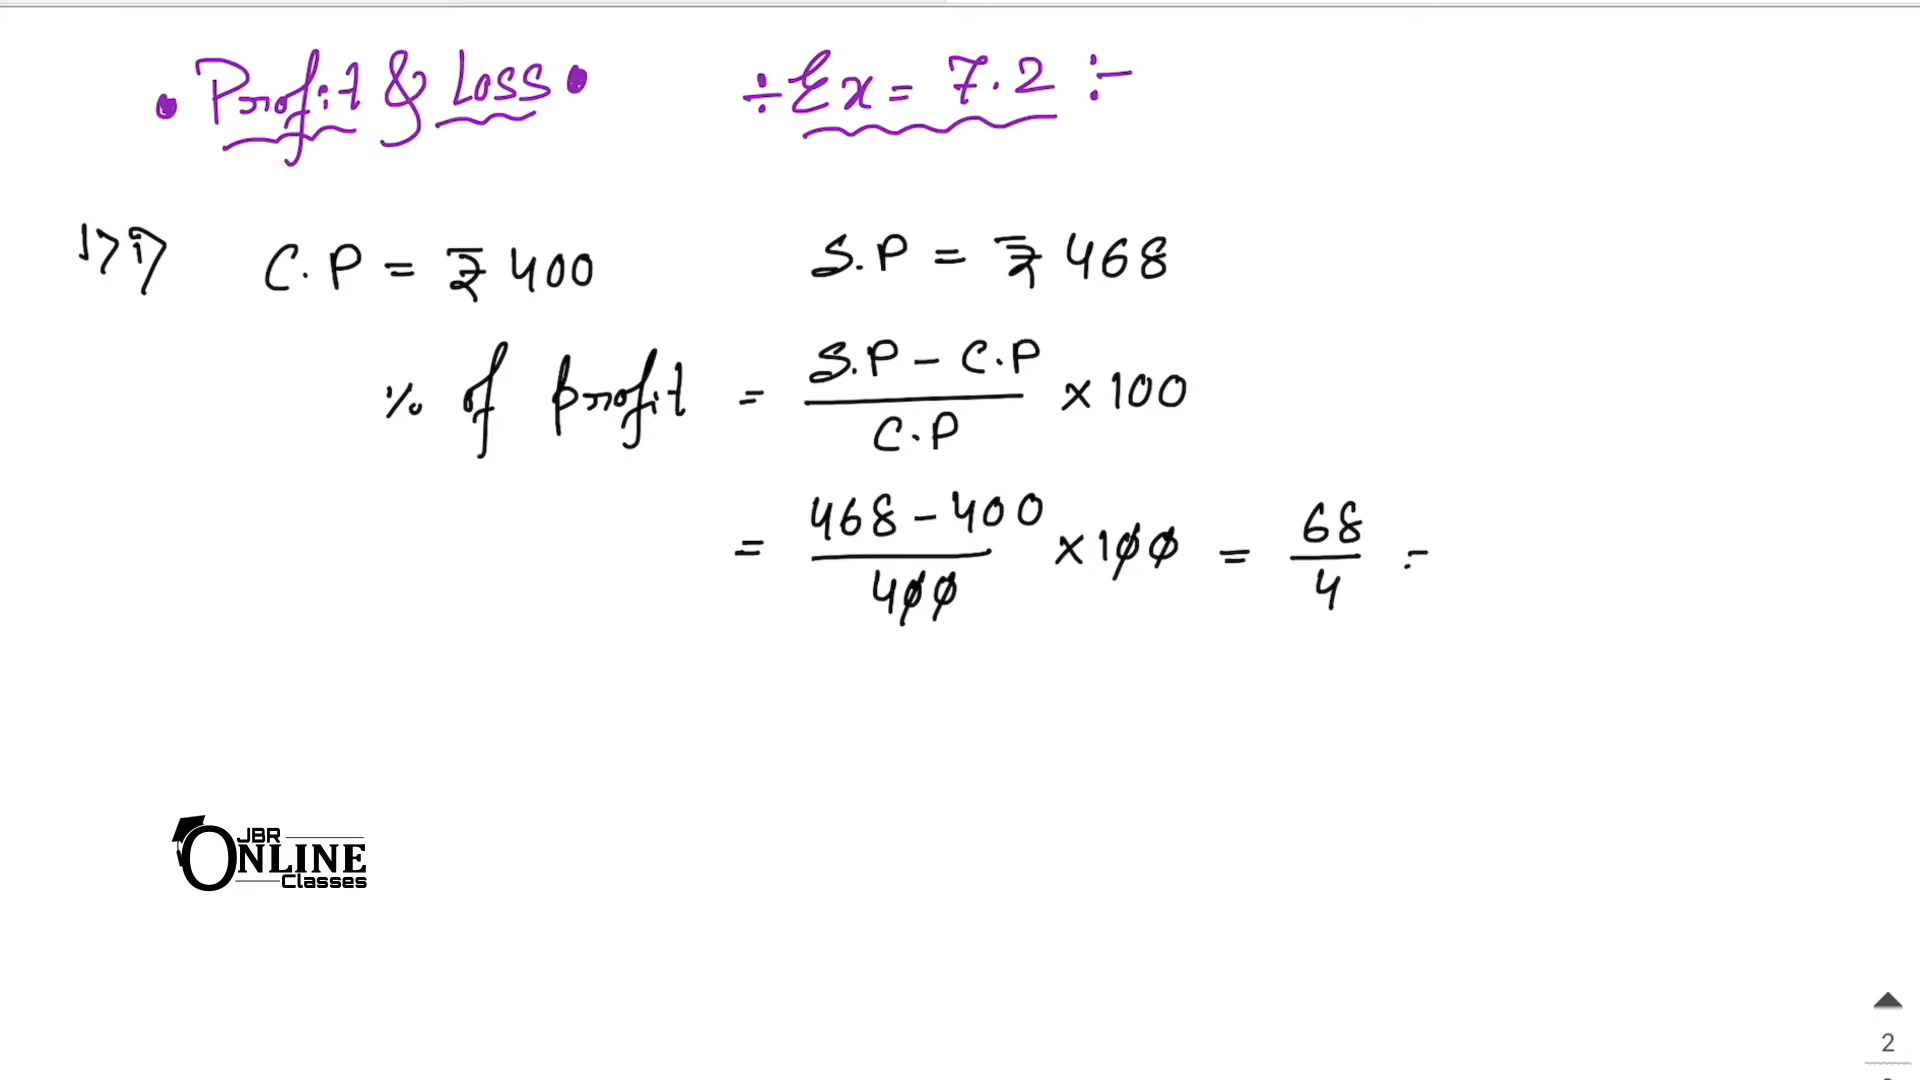 • Profit & Loss •
÷ Ex = 7.2 :-
1) i)
C.P = ₹ 400
S.P = ₹ 468
% of profit = S.P - C.P / C.P × 100
= 468 - 400 / 400 × 100 = 68 / 4 =
JBR
ONLINE
Classes
2